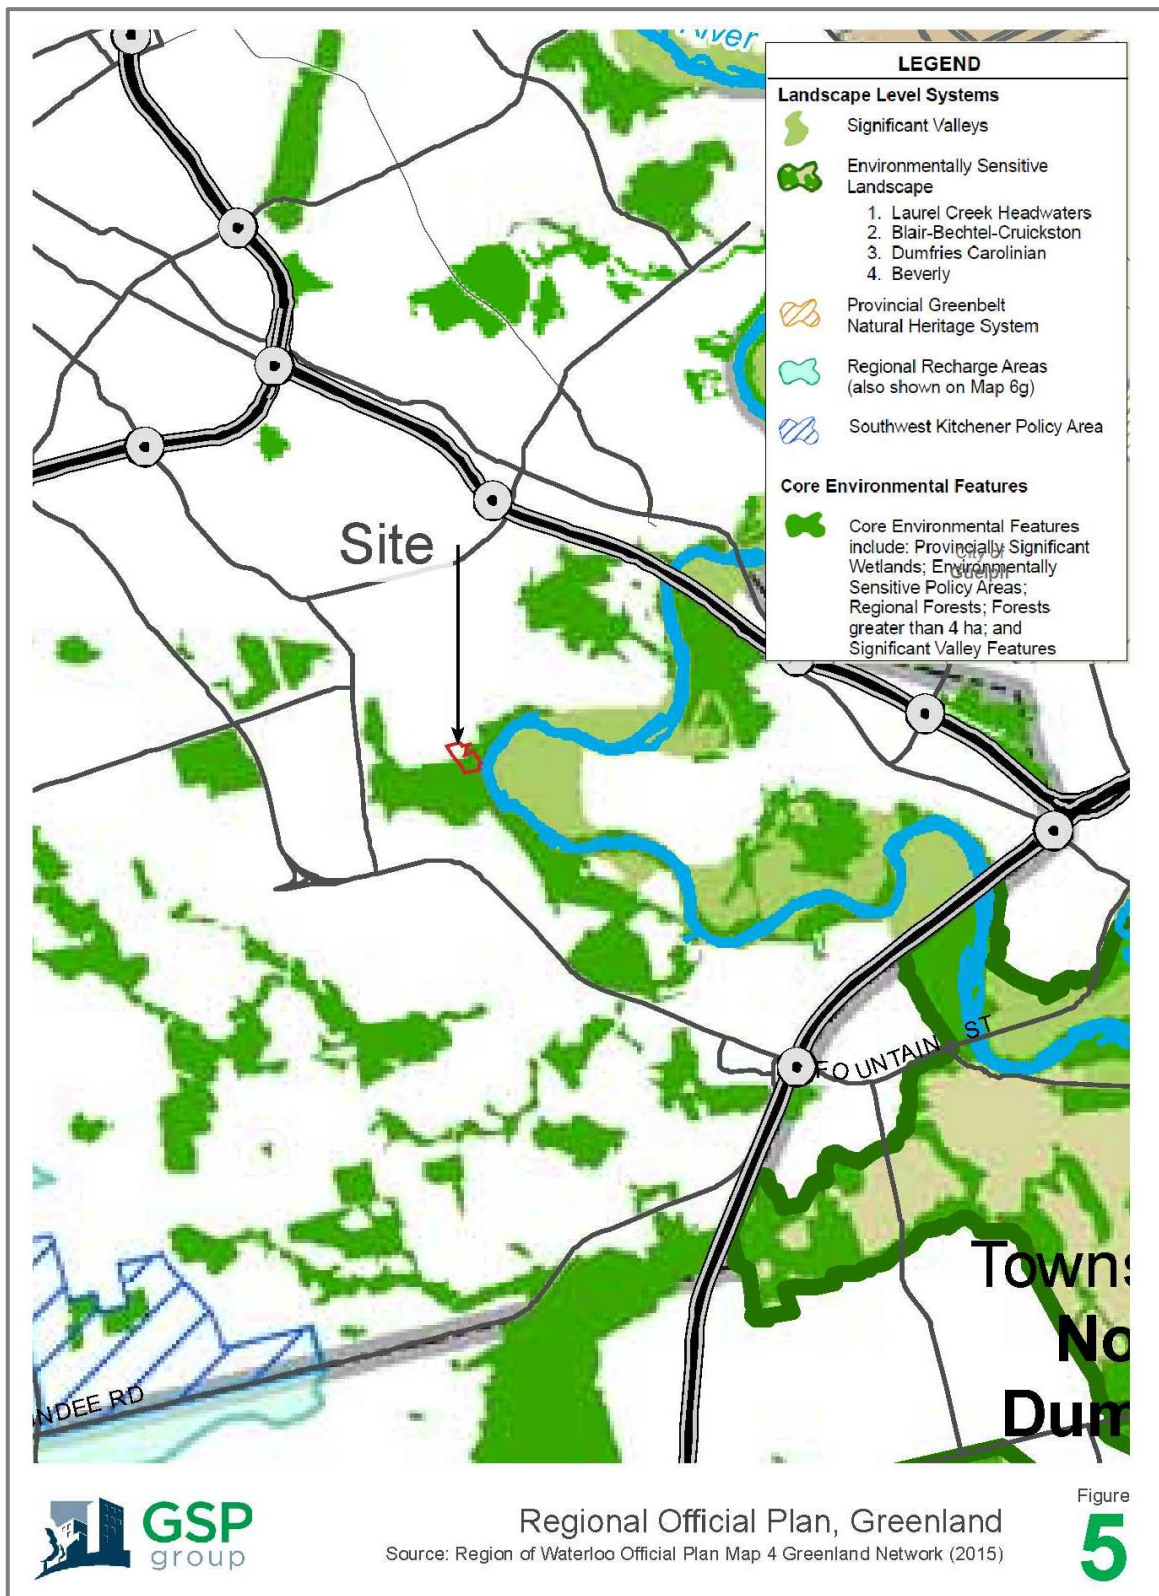 River
LEGEND
Landscape Level Systems
Significant Valleys
Environmentally Sensitive
Landscape
1. Laurel Creek Headwaters
2. Blair-Bechtel-Cruickston
3. Dumfries Carolinian
4. Beverly
Provincial Greenbelt
Natural Heritage System
Regional Recharge Areas
(also shown on Map 6g)
Southwest Kitchener Policy Area
Core Environmental Features
Core Environmental Features
include: Provincially Significant
Wetlands; Environmentally
Sensitive Policy Areas;
Regional Forests; Forests
greater than 4 ha; and
Significant Valley Features
City of
Guelph
Site
FOUNTAIN ST
Towns
No
Dum
NDEE RD
GSP
group
Regional Official Plan, Greenland
Source: Region of Waterloo Official Plan Map 4 Greenland Network (2015)
Figure
5